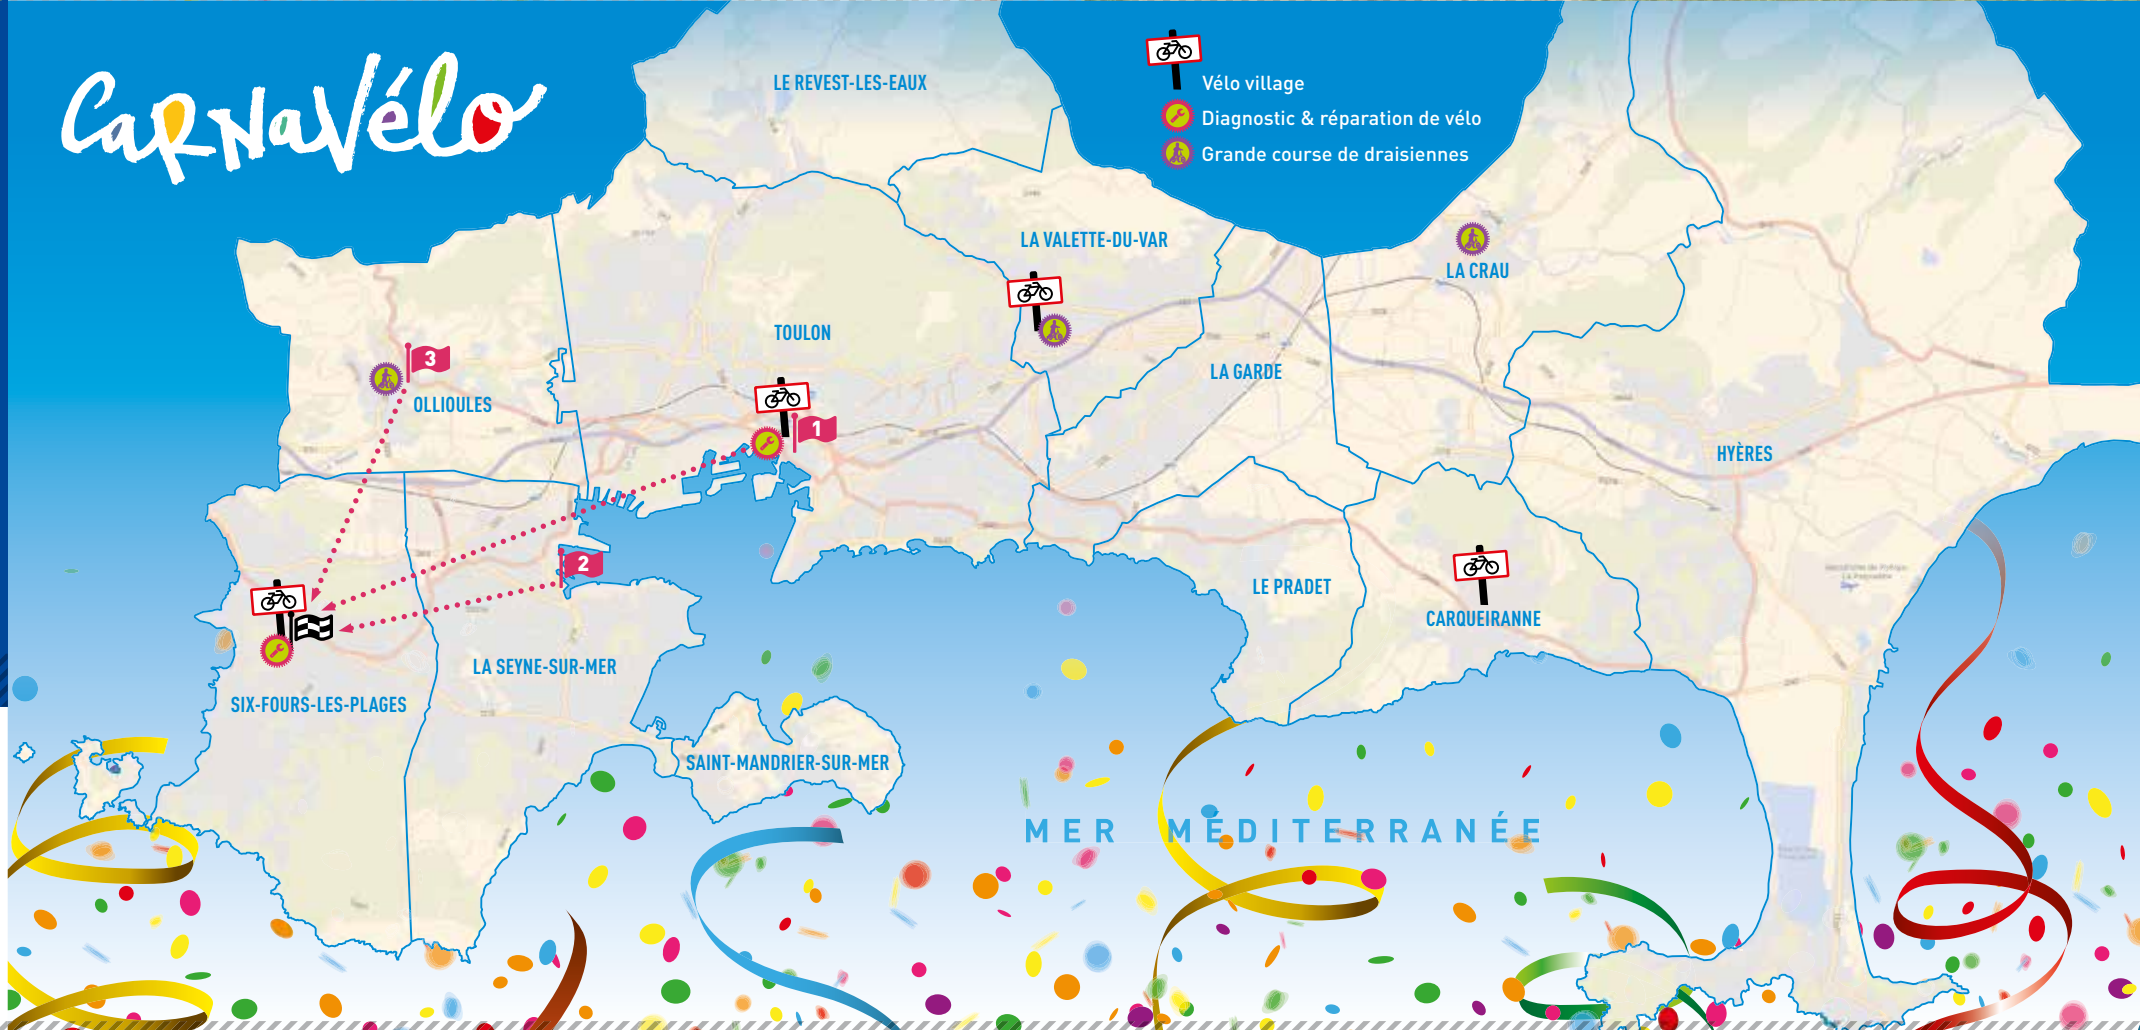 CaRNaVélo
Vélo village
Diagnostic & réparation de vélo
Grande course de draisiennes
LE REVEST-LES-EAUX
LA VALETTE-DU-VAR
LA CRAU
TOULON
3
OLLIOULES
LA GARDE
1
HYÈRES
2
LE PRADET
CARQUEIRANNE
LA SEYNE-SUR-MER
SIX-FOURS-LES-PLAGES
SAINT-MANDRIER-SUR-MER
MER MÉDITERRANÉE